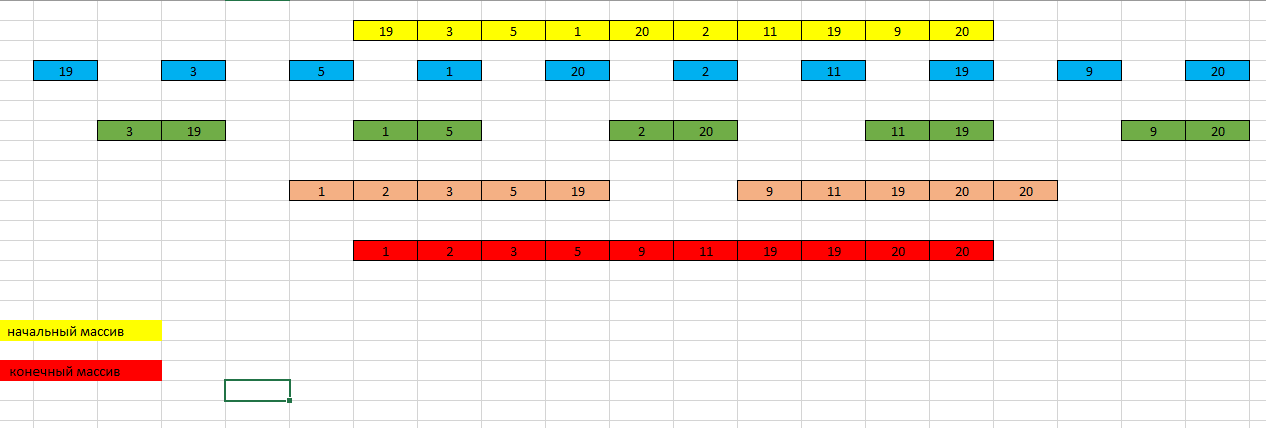 19 3 5 1 20 2 11 19 9 20
19 3 5 1 20 2 11 19 9 20
3 19 1 5 2 20 11 19 9 20
1 2 3 5 19 9 11 19 20 20
1 2 3 5 9 11 19 19 20 20
начальный массив
конечный массив